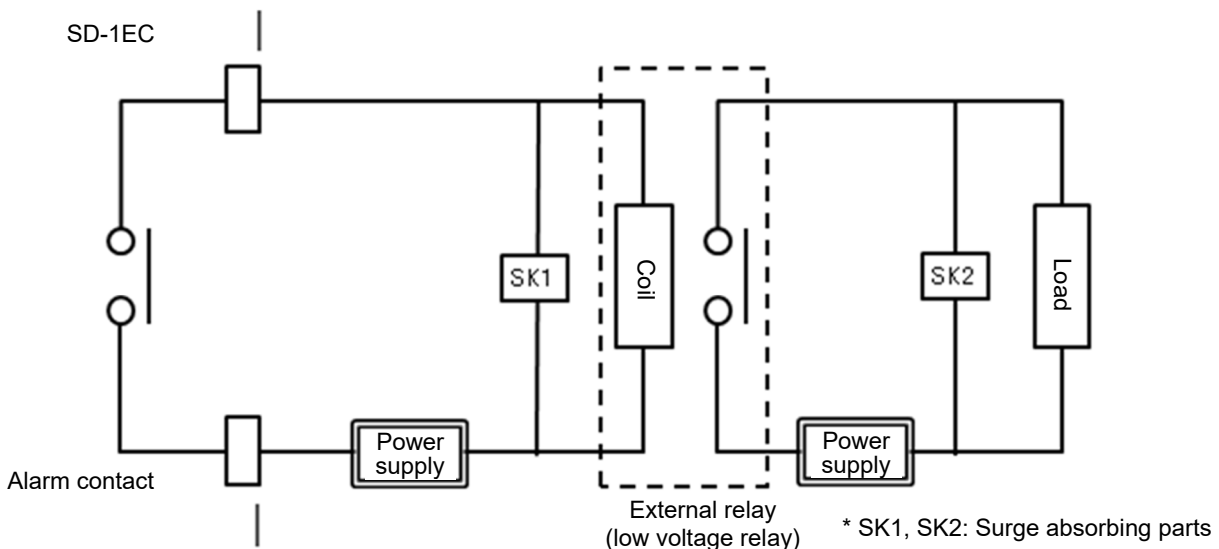 SD-1EC
SK1
Coil
SK2
Load
Power
supply
Power
supply
Alarm contact
External relay
(low voltage relay)
* SK1, SK2: Surge absorbing parts